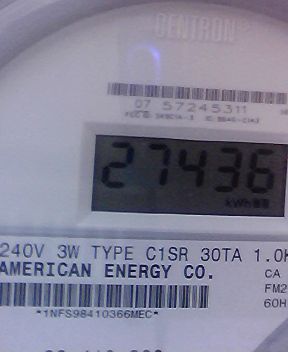 CENTRON®
07 57245311
27436
kWh
240V 3W TYPE C1SR 30TA 1.0K
AMERICAN ENERGY CO.
CA
FM2
60H
*1NFS98410366MEC*